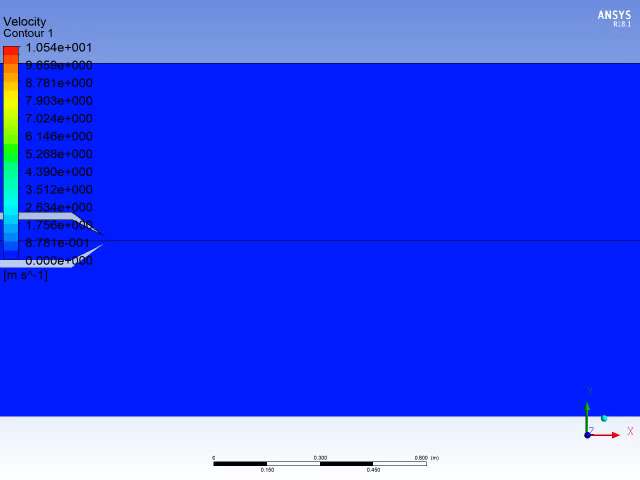 ANSYS
R18.1
Velocity
Contour 1
1.054e+001
9.659e+000
8.781e+000
7.903e+000
7.024e+000
6.146e+000
5.268e+000
4.390e+000
3.512e+000
2.634e+000
1.756e+000
8.781e-001
0.000e+000
[m s^-1]
Y
Z X
0 0.300 0.600 (m)
0.150 0.450